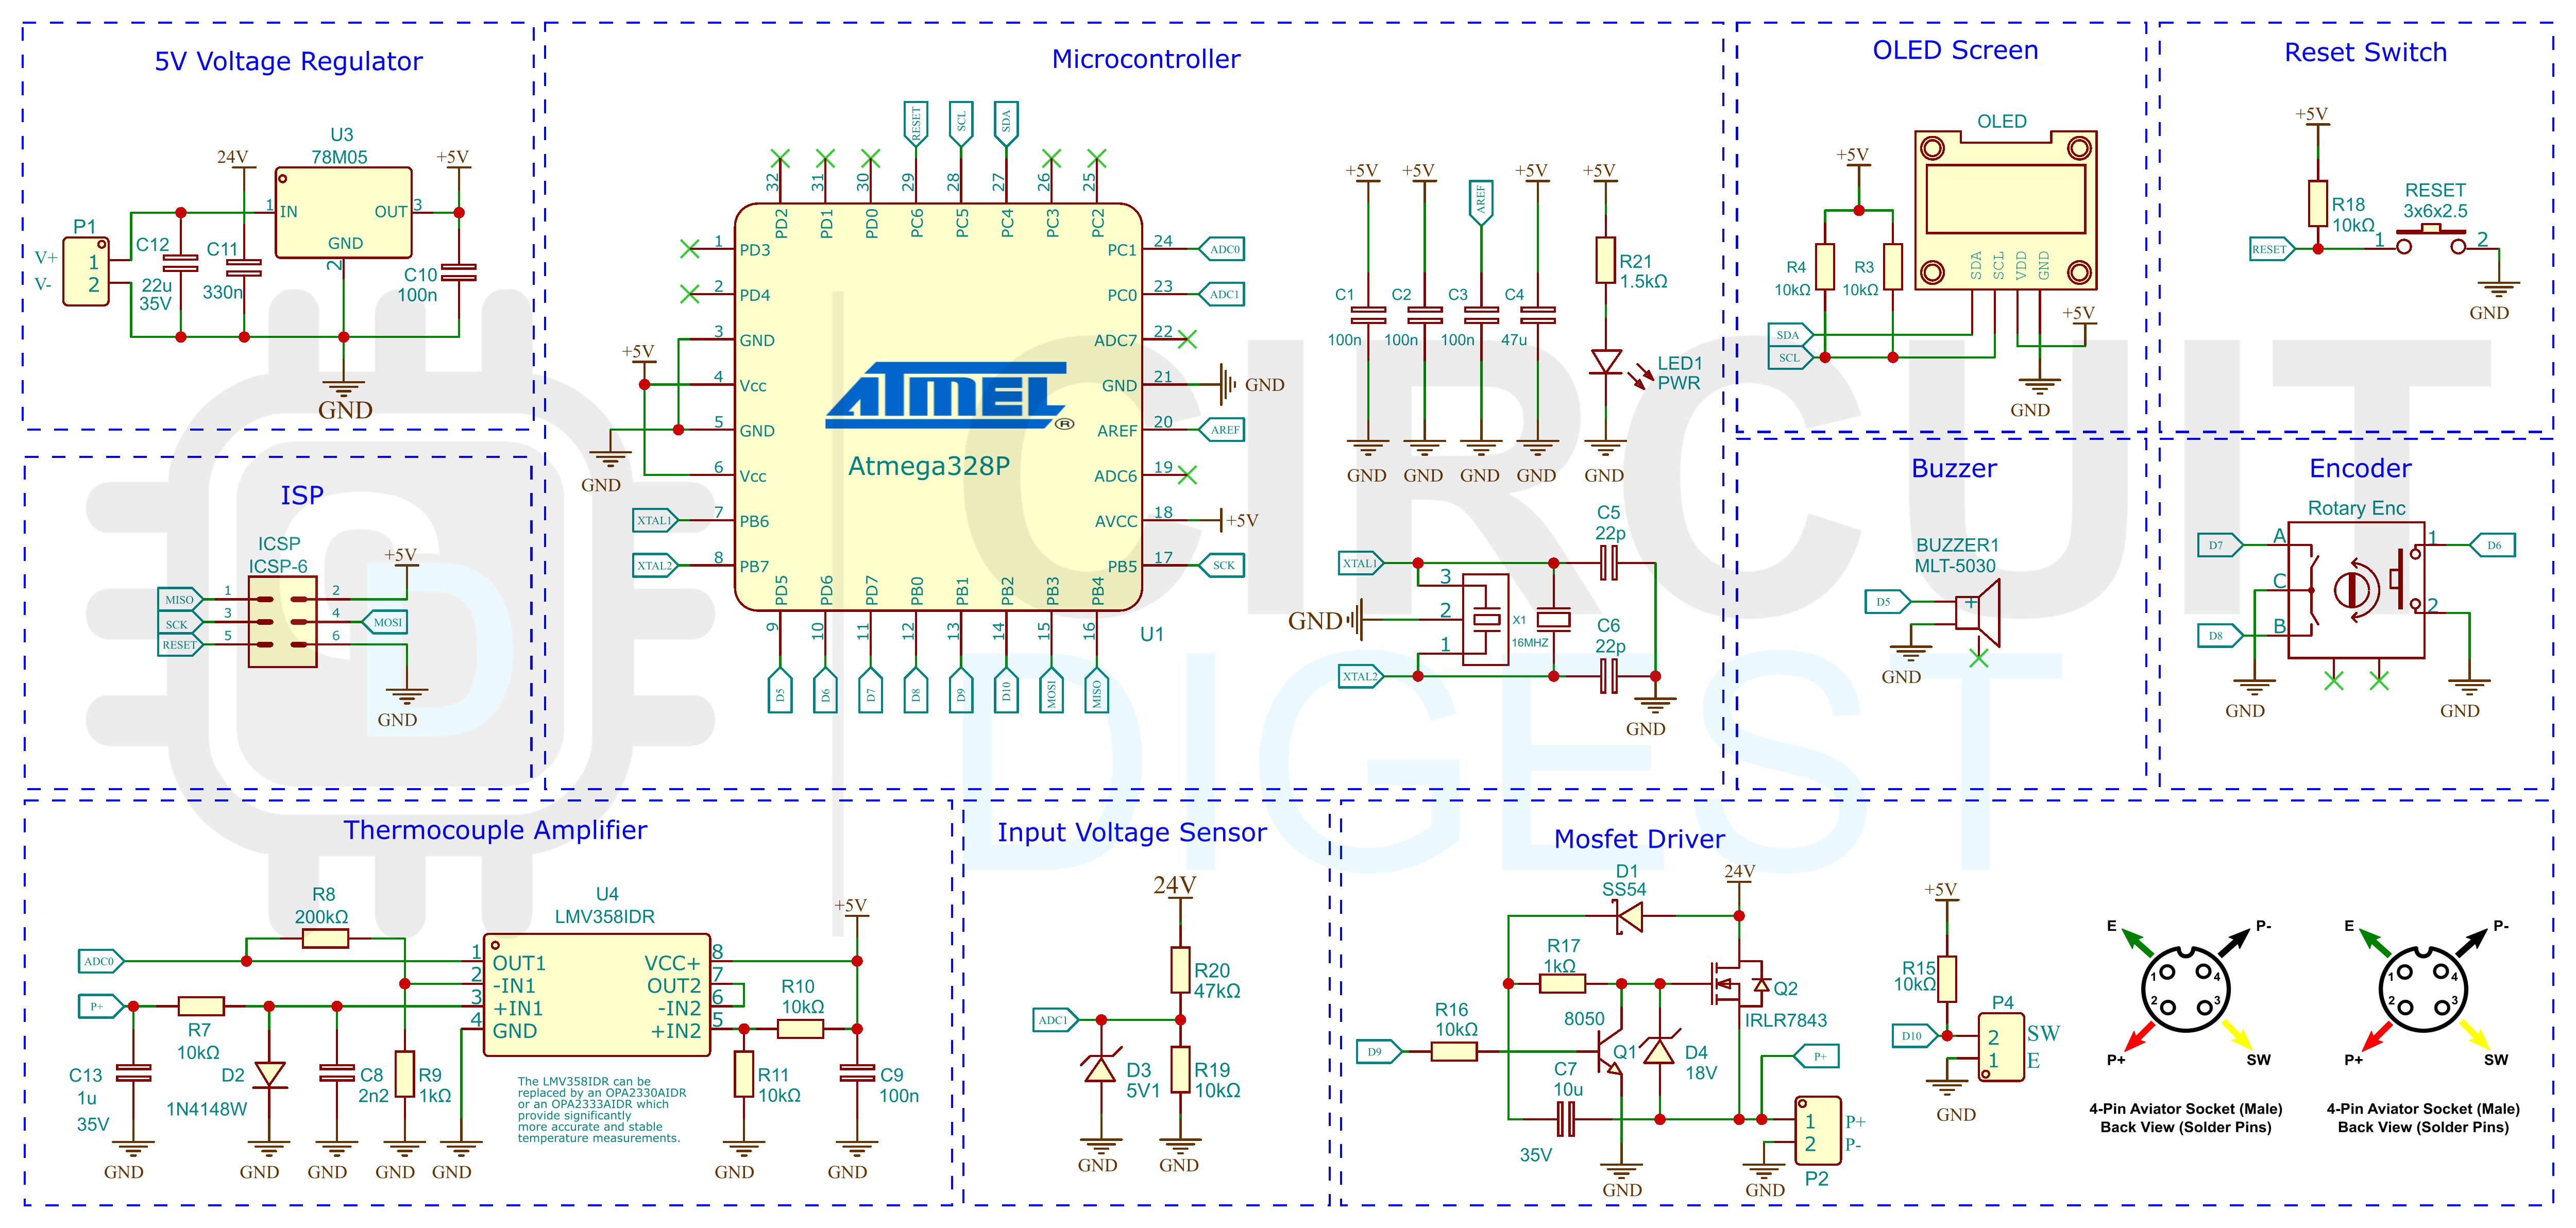 5V Voltage Regulator
U3
78M05
24V
+5V
1
IN
OUT
3
GND
2
P1
V+
1
V-
2
C12
22u
35V
C11
330n
C10
100n
GND
ISP
ICSP
ICSP-6
+5V
MISO
1
2
SCK
3
4
MOSI
RESET
5
6
GND
Microcontroller
RESET
SCL
SDA
32
31
30
29
28
27
26
25
PD2
PD1
PD0
PC6
PC5
PC4
PC3
PC2
1
PD3
2
PD4
3
GND
+5V
4
Vcc
5
GND
GND
6
Vcc
XTAL1
7
PB6
XTAL2
8
PB7
ATMEL
®
Atmega328P
PC1
24
ADC0
PC0
23
ADC1
ADC7
22
GND
21
GND
AREF
20
AREF
ADC6
19
AVCC
18
+5V
PB5
17
SCK
PD5
PD6
PD7
PB0
PB1
PB2
PB3
PB4
9
10
11
12
13
14
15
16
U1
D5
D6
D7
D8
D9
D10
MOSI
MISO
+5V
+5V
AREF
+5V
+5V
C1
100n
C2
100n
C3
100n
C4
47u
R21
1.5kΩ
LED1
PWR
GND
GND
GND
GND
GND
XTAL1
C5
22p
3
GND
2
X1
16MHZ
1
C6
22p
XTAL2
GND
OLED Screen
OLED
+5V
R4
10kΩ
R3
10kΩ
SDA
SCL
VDD
GND
+5V
SDA
SCL
GND
Reset Switch
+5V
R18
10kΩ
RESET
3x6x2.5
RESET
1
2
GND
Buzzer
BUZZER1
MLT-5030
D5
+
GND
Encoder
Rotary Enc
D7
A
1
D6
C
D8
B
2
GND
GND
CIRCUIT
DIGEST
Thermocouple Amplifier
R8
200kΩ
U4
LMV358IDR
+5V
ADC0
1
OUT1
VCC+
8
2
-IN1
OUT2
7
P+
3
+IN1
-IN2
6
4
GND
+IN2
5
R10
10kΩ
R7
10kΩ
C13
1u
35V
D2
1N4148W
C8
2n2
R9
1kΩ
The LMV358IDR can be
replaced by an OPA2330AIDR
or an OPA2333AIDR which
provide significantly
more accurate and stable
temperature measurements.
R11
10kΩ
C9
100n
GND
GND
GND
GND
GND
GND
GND
Input Voltage Sensor
24V
R20
47kΩ
ADC1
D3
5V1
R19
10kΩ
GND
GND
Mosfet Driver
D1
SS54
24V
R17
1kΩ
Q2
IRLR7843
8050
R16
10kΩ
D9
Q1
D4
18V
P+
C7
10u
35V
1
P+
2
P-
P2
GND
GND
+5V
R15
10kΩ
P4
D10
2
SW
1
E
GND
E
P-
1
4
2
3
P+
SW
4-Pin Aviator Socket (Male)
Back View (Solder Pins)
E
P-
1
4
2
3
P+
SW
4-Pin Aviator Socket (Male)
Back View (Solder Pins)